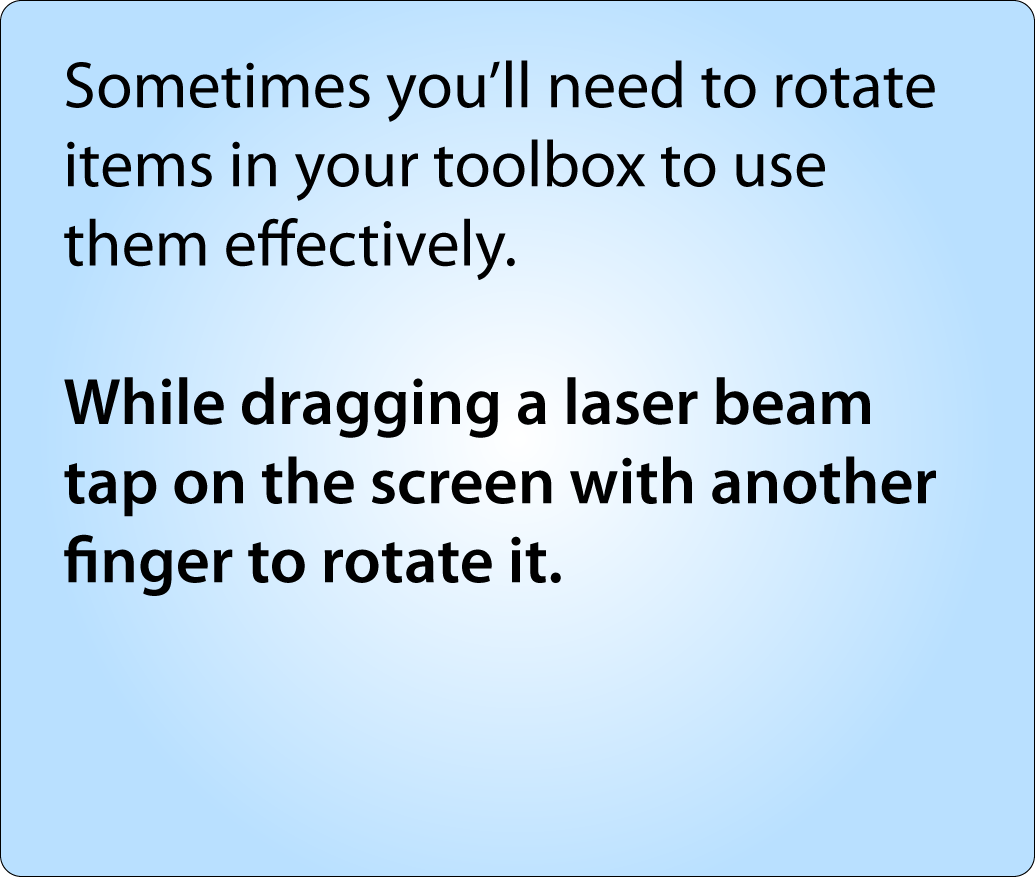 Sometimes you’ll need to rotate
items in your toolbox to use
them effectively.
While dragging a laser beam
tap on the screen with another
finger to rotate it.